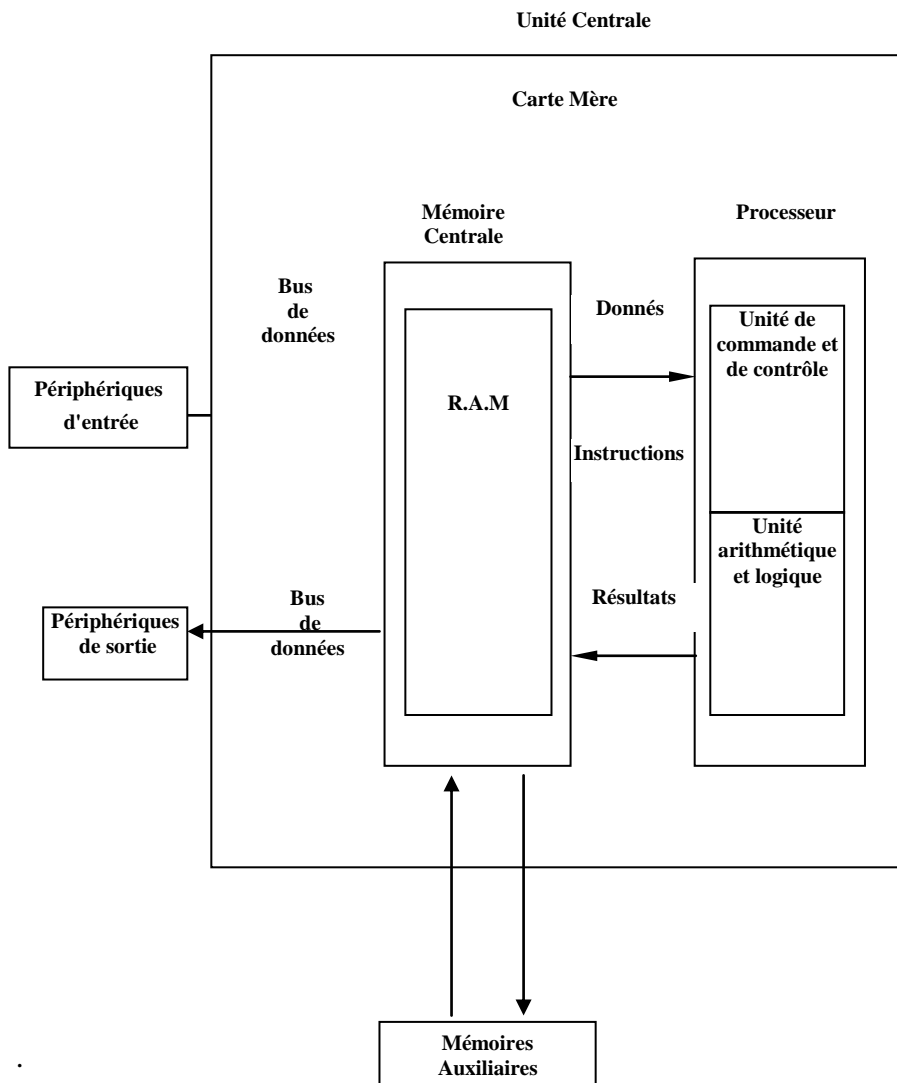 Unité Centrale
Carte Mère
Mémoire
Centrale
Processeur
Bus
de
données
Donnés
Unité de
commande et
de contrôle
Périphériques
d'entrée
R.A.M
Instructions
Unité
arithmétique
et logique
Périphériques
de sortie
Bus
de
données
Résultats
Mémoires
Auxiliaires
.